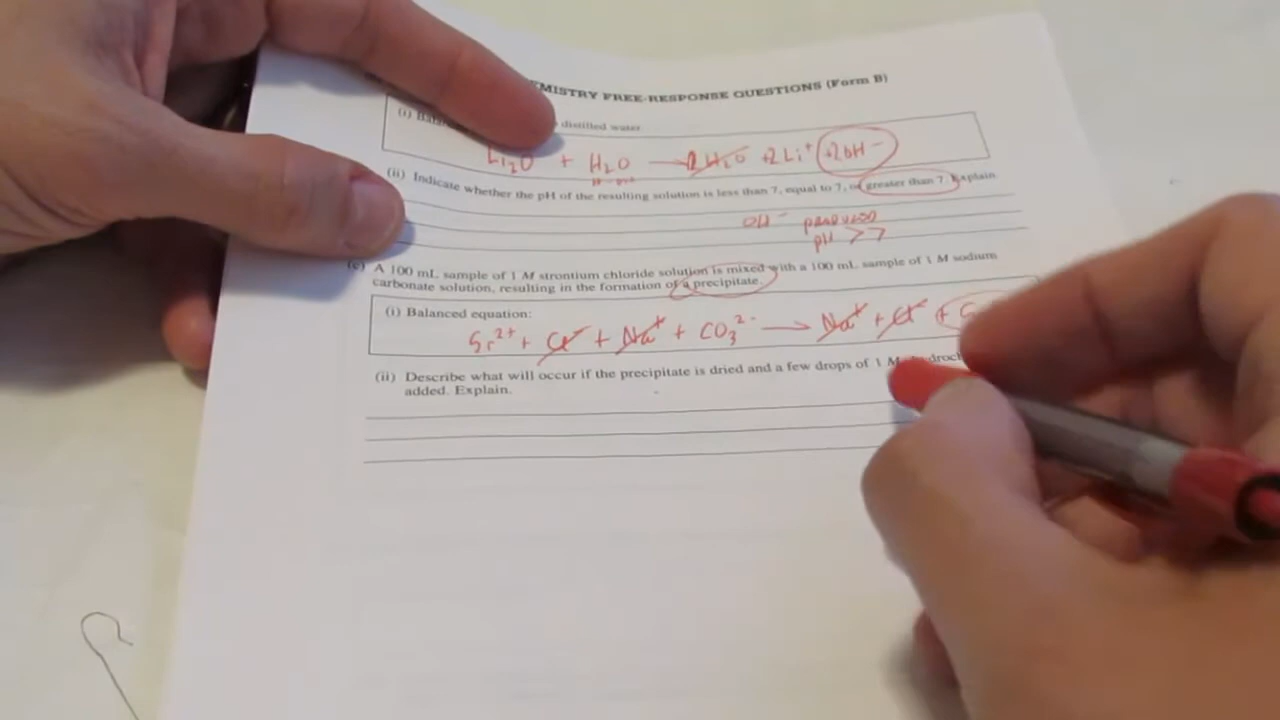 MISTRY FREE-RESPONSE QUESTIONS (Form B)
(i) distilled water
Li₂O + H₂O → 2H₂O +2Li⁺ +2OH⁻
(ii) Indicate whether the pH of the resulting solution is less than 7, equal to 7, or greater than 7. Explain.
OH⁻ produced
pH > 7
(c) A 100 mL sample of 1 M strontium chloride solution is mixed with a 100 mL sample of 1 M sodium
carbonate solution, resulting in the formation of a precipitate.
(i) Balanced equation:
Sr²⁺ + Cl⁻ + Na⁺ + CO₃²⁻ → Na⁺ + Cl⁻ + S
(ii) Describe what will occur if the precipitate is dried and a few drops of 1 M
added. Explain.